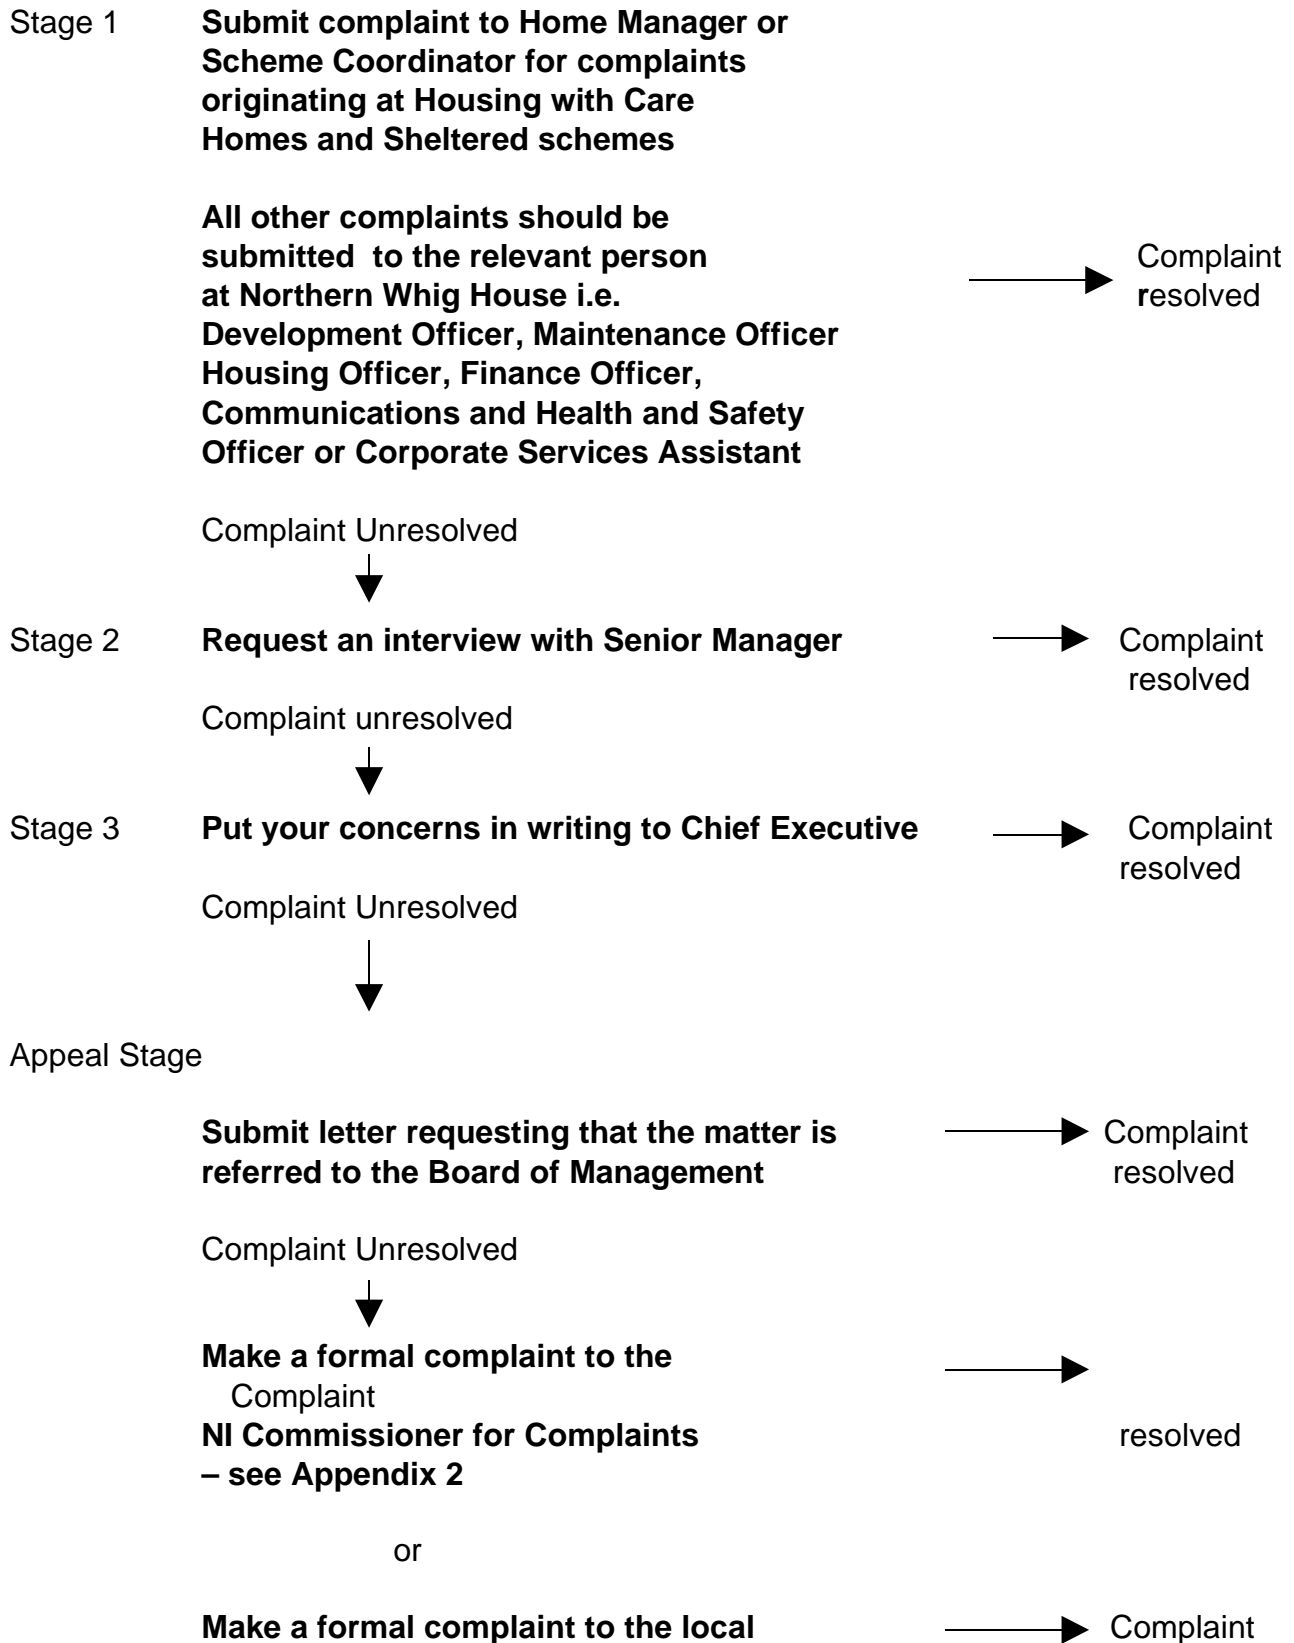 Stage 1 Submit complaint to Home Manager or
Scheme Coordinator for complaints
originating at Housing with Care
Homes and Sheltered schemes
All other complaints should be
submitted to the relevant person
at Northern Whig House i.e.
Development Officer, Maintenance Officer
Housing Officer, Finance Officer,
Communications and Health and Safety
Officer or Corporate Services Assistant
Complaint
resolved
Complaint Unresolved
Stage 2 Request an interview with Senior Manager
Complaint
resolved
Complaint unresolved
Stage 3 Put your concerns in writing to Chief Executive
Complaint
resolved
Complaint Unresolved
Appeal Stage
Submit letter requesting that the matter is
referred to the Board of Management
Complaint
resolved
Complaint Unresolved
Make a formal complaint to the
Complaint
NI Commissioner for Complaints resolved
– see Appendix 2
or
Make a formal complaint to the local Complaint